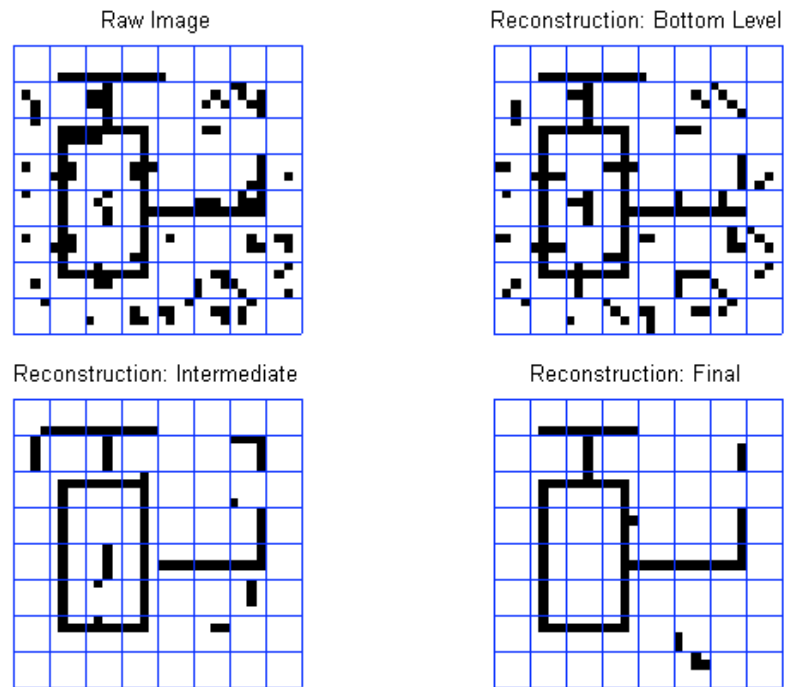 Raw Image
Reconstruction: Bottom Level
Reconstruction: Intermediate
Reconstruction: Final